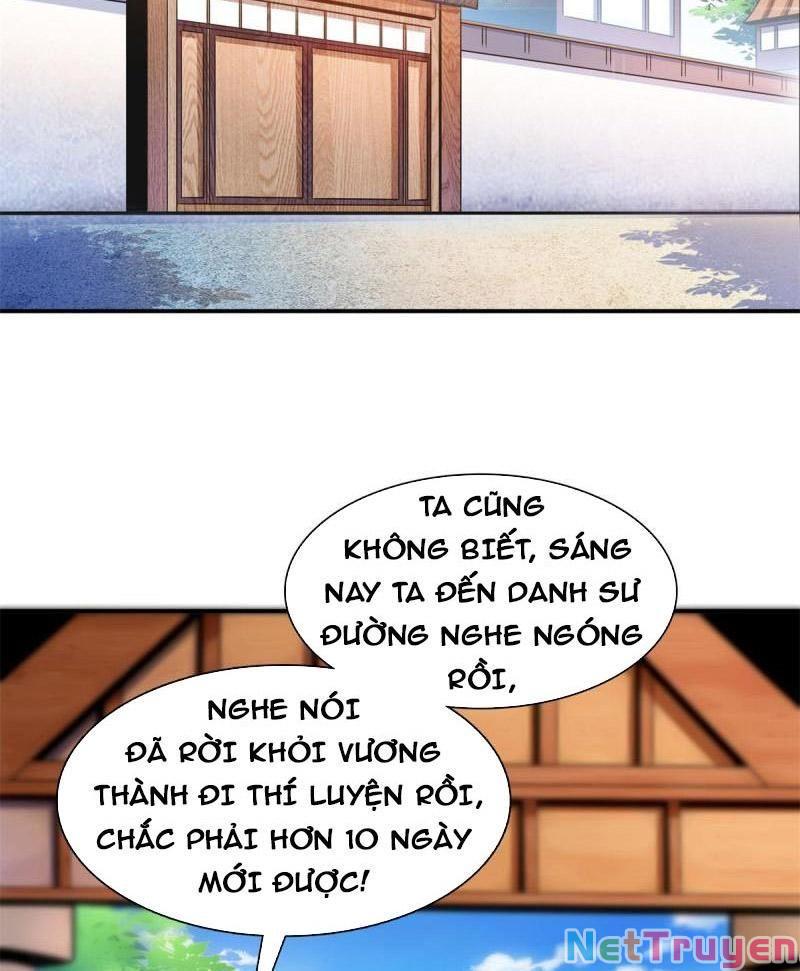 TA CŨNG
KHÔNG BIẾT, SÁNG
NAY TA ĐẾN DANH SƯ
ĐƯỜNG NGHE NGÓNG
RỒI,
NGHE NÓI
ĐÃ RỜI KHỎI VƯƠNG
THÀNH ĐI THÍ LUYỆN RỒI,
CHẮC PHẢI HƠN 10 NGÀY
MỚI ĐƯỢC!
NetTruyen